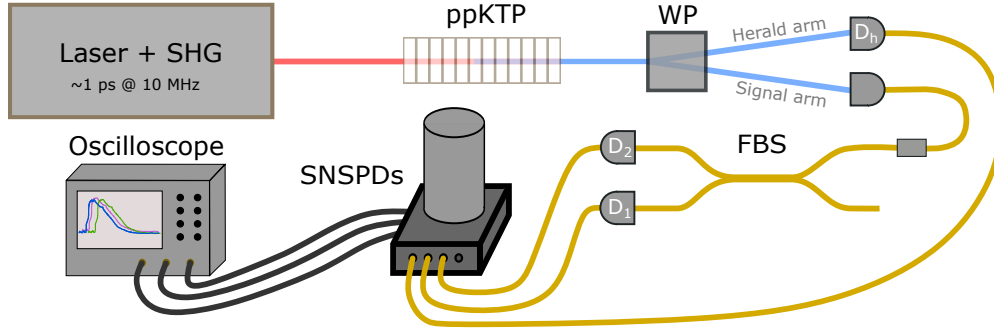 Laser + SHG
~1 ps @ 10 MHz
ppKTP
WP
Herald arm
Signal arm
Dh
Oscilloscope
SNSPDs
D2
D1
FBS